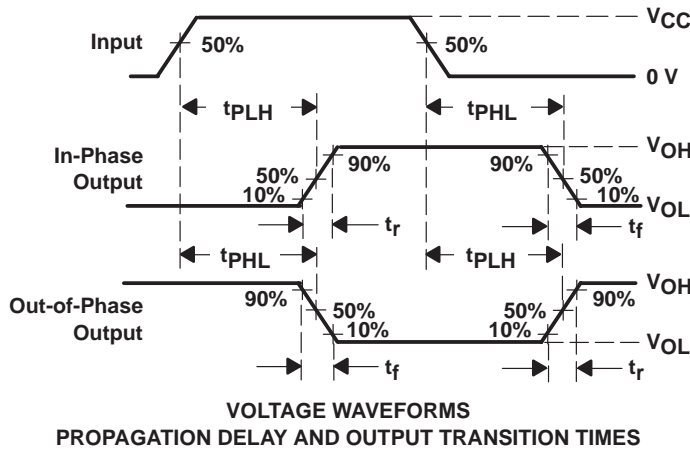 VCC
Input
50%
50%
0 V
tPLH
tPHL
In-Phase
Output
VOH
90%
90%
50%
50%
10%
10%
VOL
tr
tf
tPHL
tPLH
Out-of-Phase
Output
VOH
90%
90%
50%
50%
10%
10%
VOL
tf
tr
VOLTAGE WAVEFORMS
PROPAGATION DELAY AND OUTPUT TRANSITION TIMES